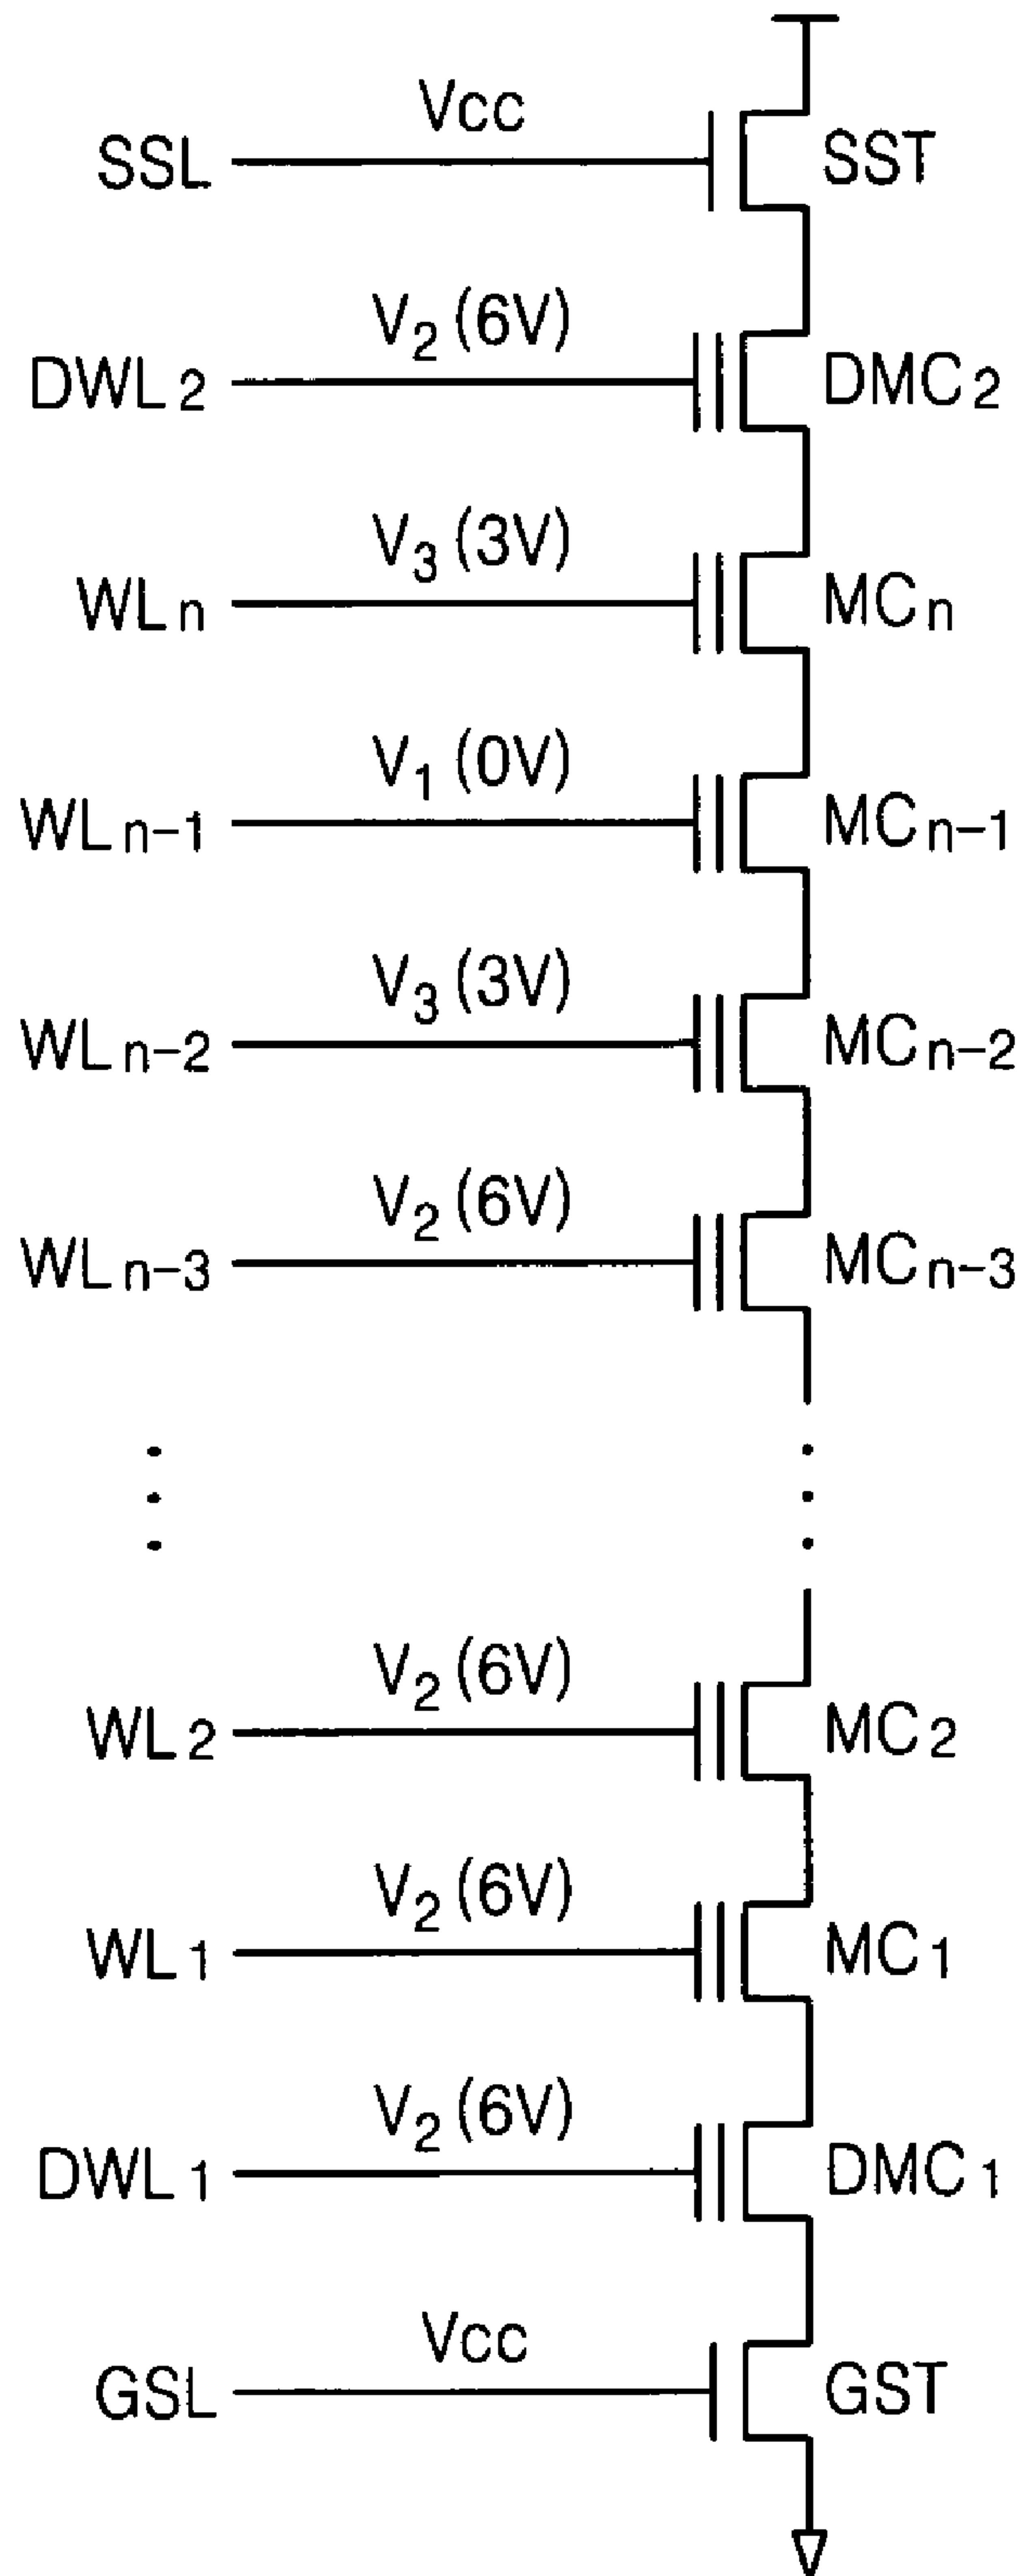 Vcc
SSL SST
V₂ (6V)
DWL₂ DMC₂
V₃ (3V)
WLn MCn
V₁ (0V)
WLn-1 MCn-1
V₃ (3V)
WLn-2 MCn-2
V₂ (6V)
WLn-3 MCn-3
V₂ (6V)
WL₂ MC₂
V₂ (6V)
WL₁ MC₁
V₂ (6V)
DWL₁ DMC₁
Vcc
GSL GST